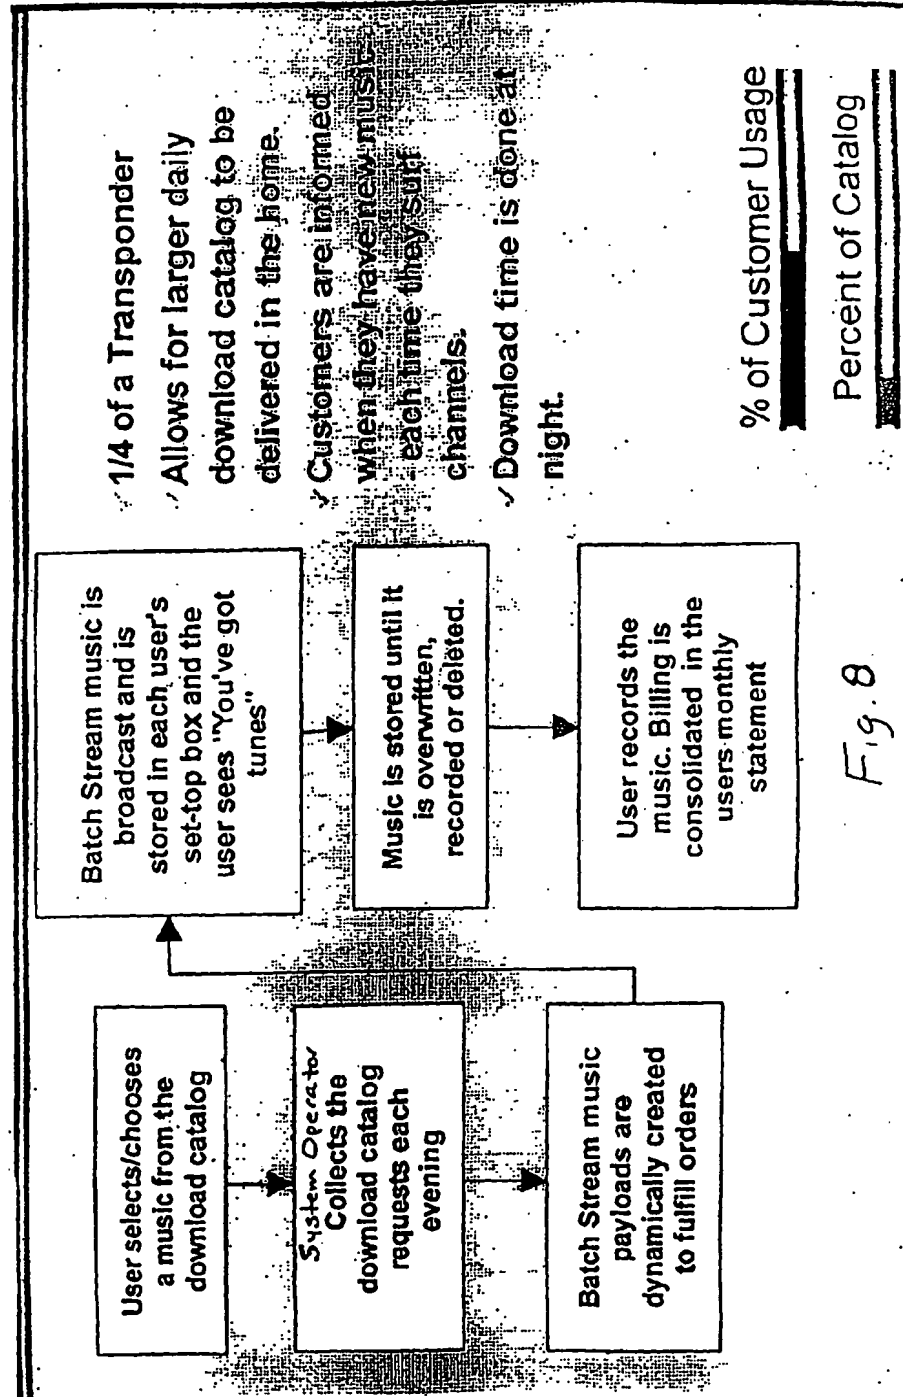 User selects/chooses
a music from the
download catalog
System Operator
Collects the
download catalog
requests each
evening
Batch Stream music
payloads are
dynamically created
to fulfill orders
Batch Stream music is
broadcast and is
stored in each user's
set-top box and the
user sees "You've got
tunes"
Music is stored until it
is overwritten,
recorded or deleted.
User records the
music. Billing is
consolidated in the
users monthly
statement
✓1/4 of a Transponder
✓Allows for larger daily
download catalog to be
delivered in the home.
✓Customers are informed
when they have new music
- each time they surf
channels.
✓Download time is done at
night.
% of Customer Usage
Percent of Catalog
Fig. 8